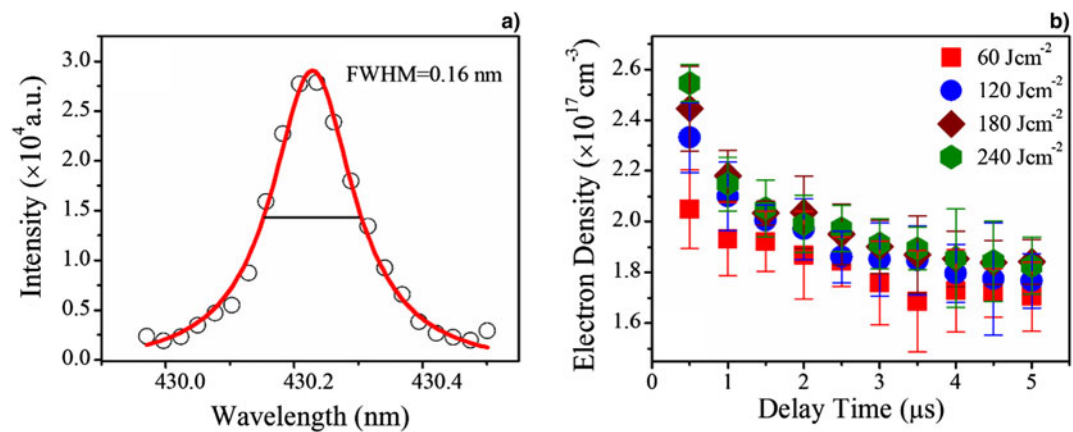 a)
3.0
2.5
2.0
1.5
1.0
0.5
0.0
FWHM=0.16 nm
Intensity (×10⁴a.u.)
430.0
430.2
430.4
Wavelength (nm)
b)
2.6
2.4
2.2
2.0
1.8
1.6
60 Jcm⁻²
120 Jcm⁻²
180 Jcm⁻²
240 Jcm⁻²
Electron Density (×10¹⁷cm⁻³)
0
1
2
3
4
5
Delay Time (μs)